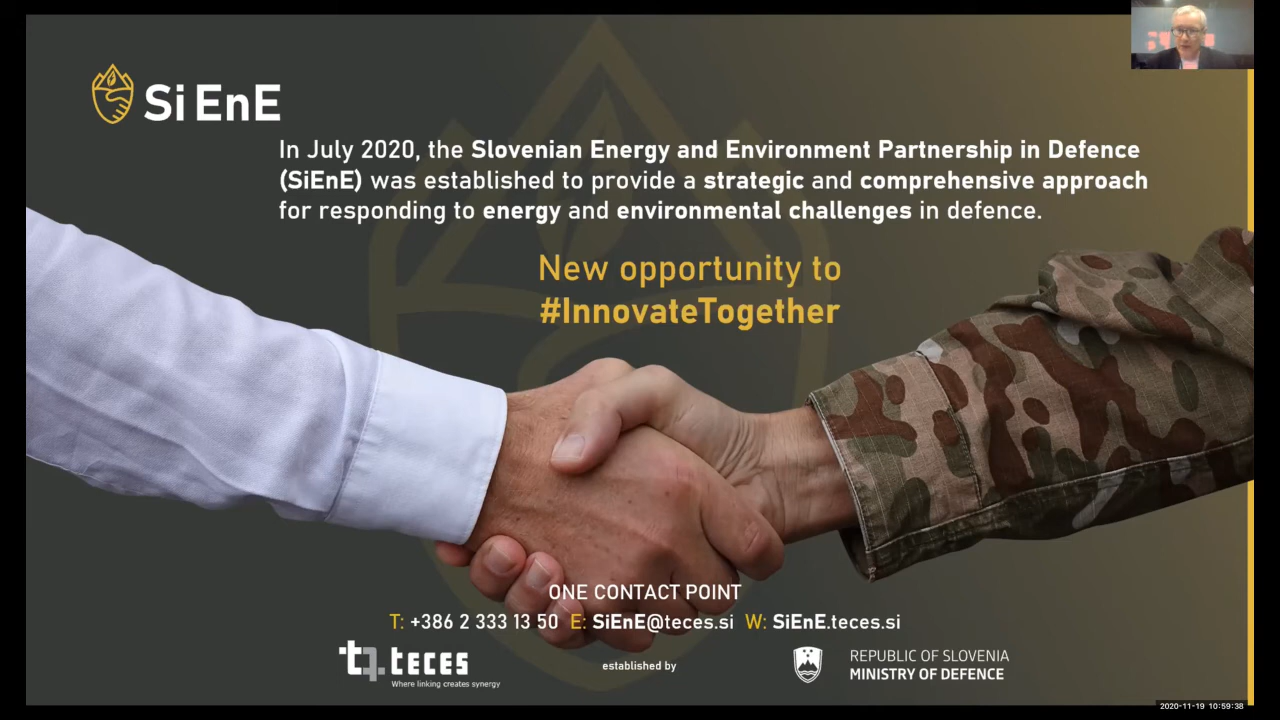 Si EnE
In July 2020, the Slovenian Energy and Environment Partnership in Defence
(SiEnE) was established to provide a strategic and comprehensive approach
for responding to energy and environmental challenges in defence.
New opportunity to
#InnovateTogether
ONE CONTACT POINT
T: +386 2 333 13 50 E: SiEnE@teces.si W: SiEnE.teces.si
teces
Where linking creates synergy
established by
REPUBLIC OF SLOVENIA
MINISTRY OF DEFENCE
2020-11-19 10:59:38